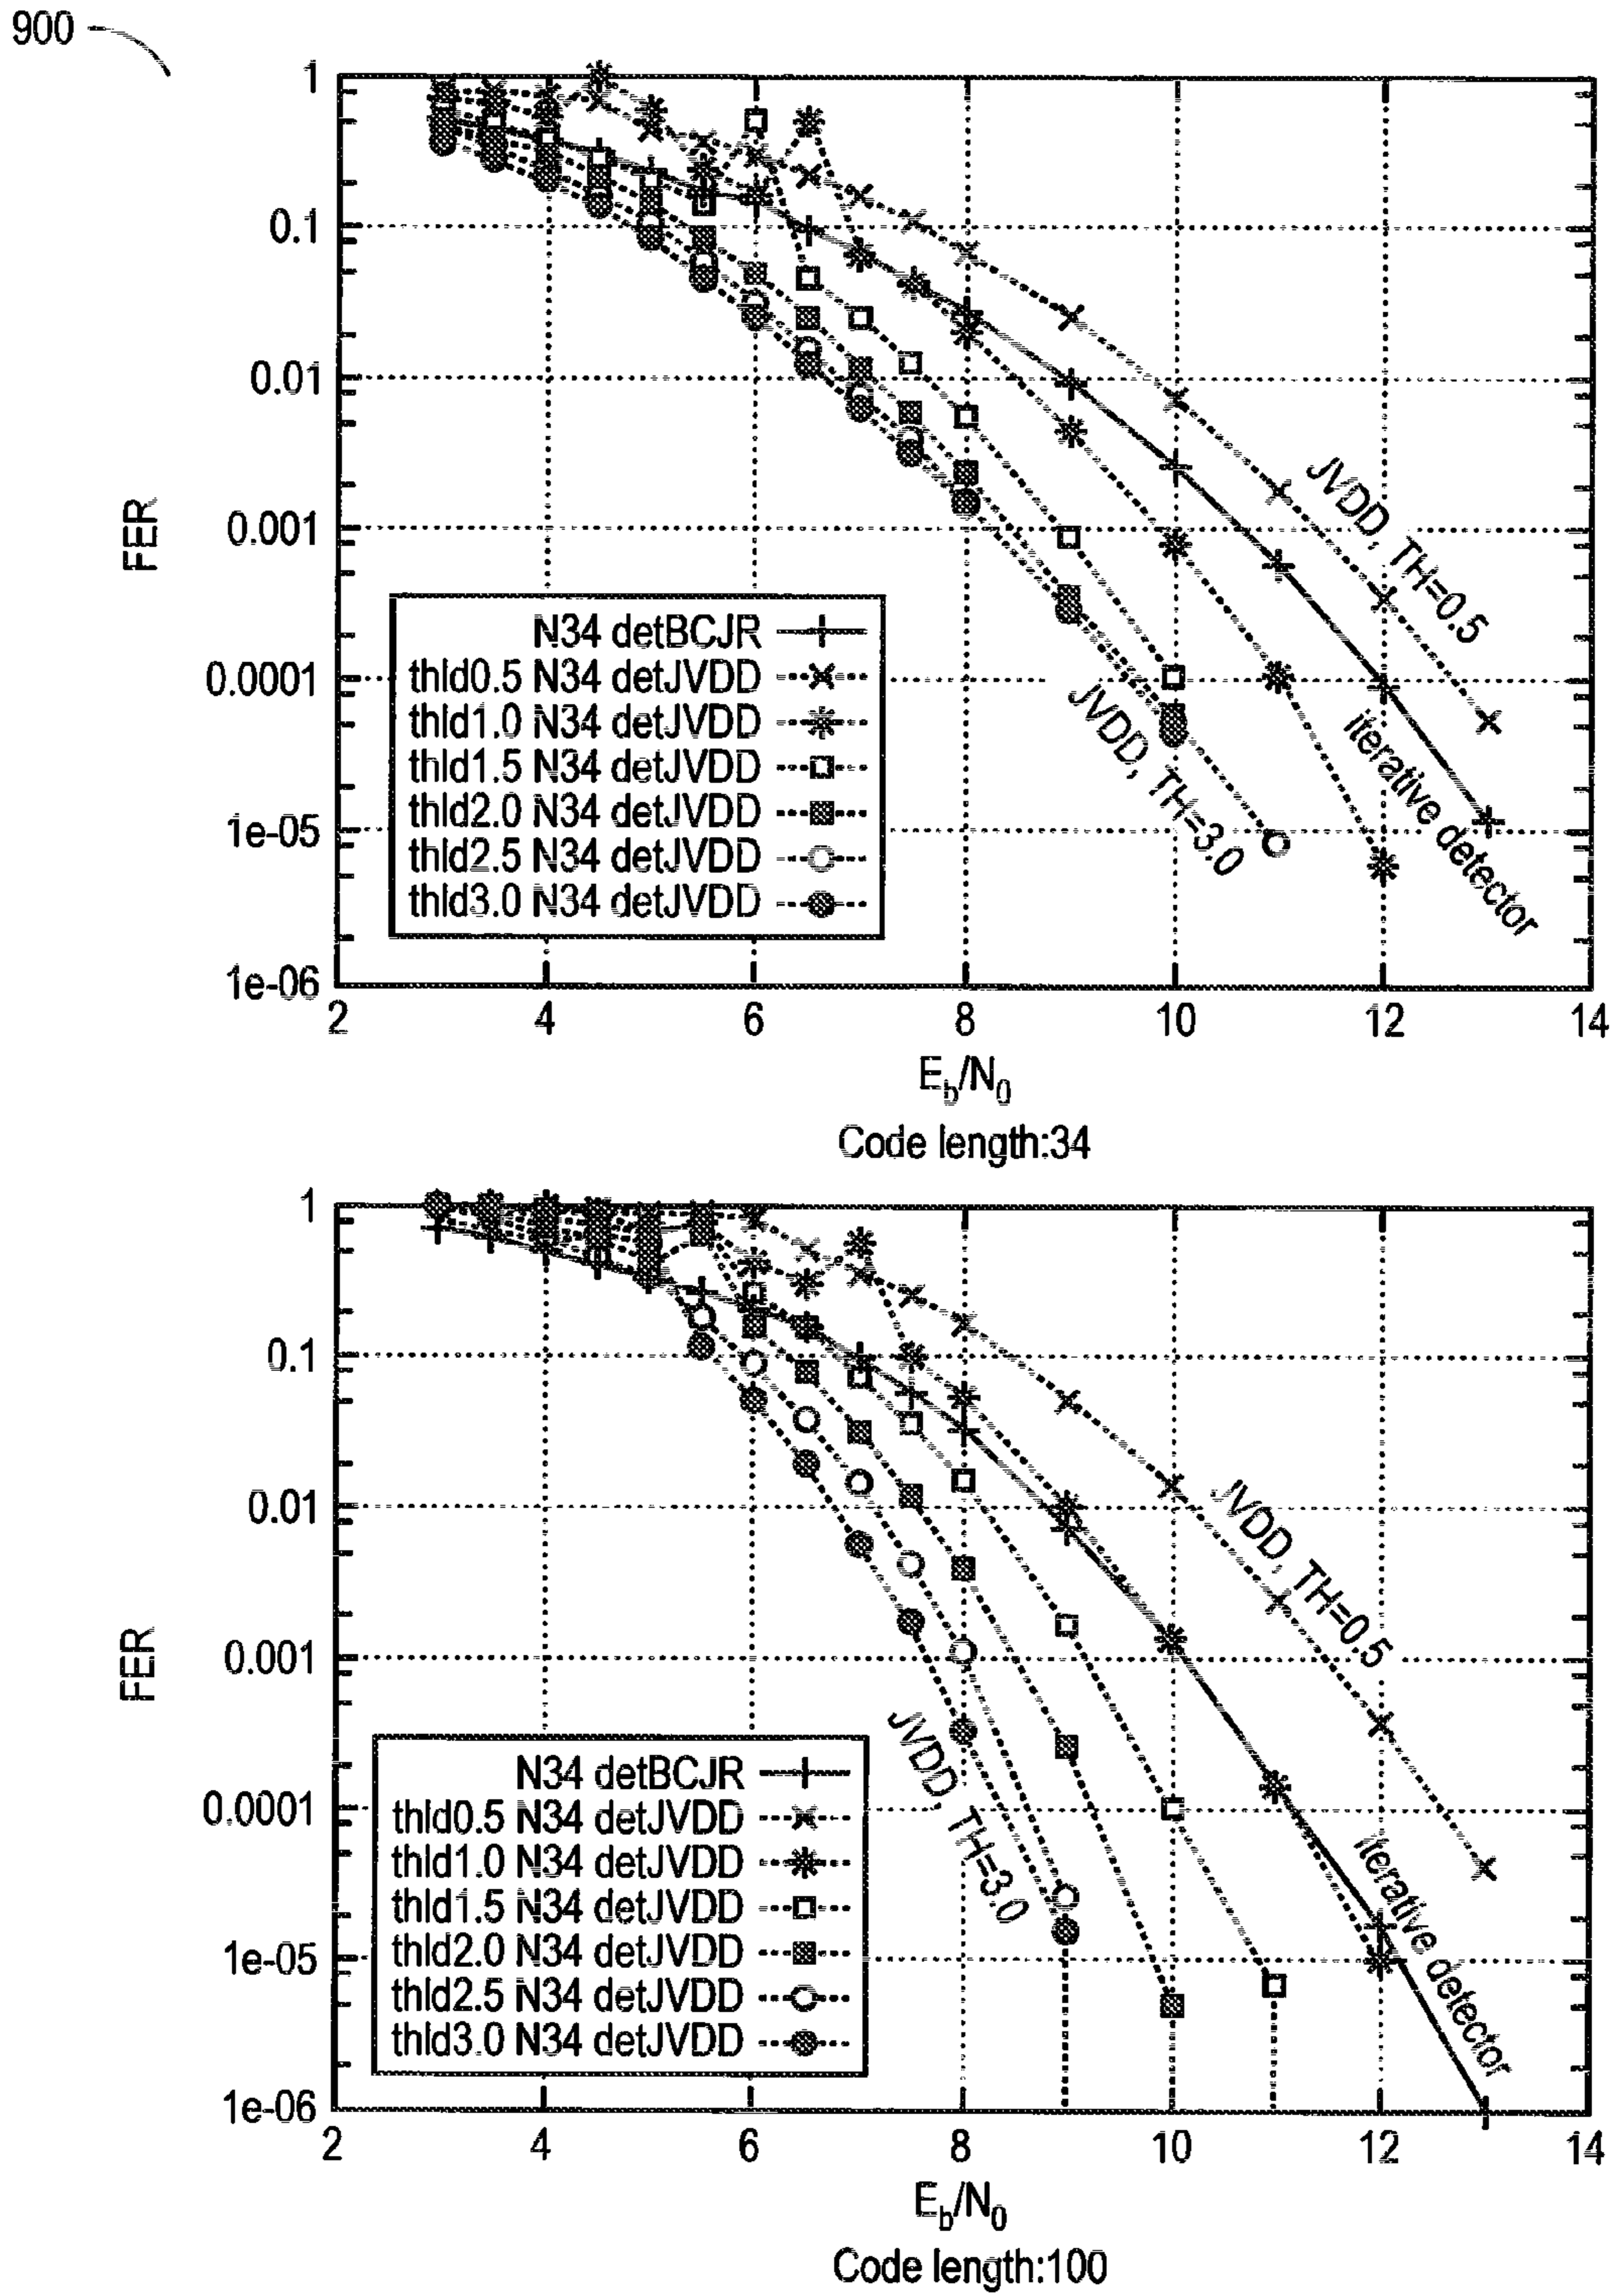 900
1
0.1
0.01
0.001
0.0001
1e-05
1e-06
FER
N34 detBCJR
thld0.5 N34 detJVDD
thld1.0 N34 detJVDD
thld1.5 N34 detJVDD
thld2.0 N34 detJVDD
thld2.5 N34 detJVDD
thld3.0 N34 detJVDD
JVDD, TH=0.5
JVDD, TH=3.0
iterative detector
2 4 6 8 10 12 14
Eb/N0
Code length:34
1
0.1
0.01
0.001
0.0001
1e-05
1e-06
FER
N34 detBCJR
thld0.5 N34 detJVDD
thld1.0 N34 detJVDD
thld1.5 N34 detJVDD
thld2.0 N34 detJVDD
thld2.5 N34 detJVDD
thld3.0 N34 detJVDD
JVDD, TH=0.5
JVDD, TH=3.0
iterative detector
2 4 6 8 10 12 14
Eb/N0
Code length:100